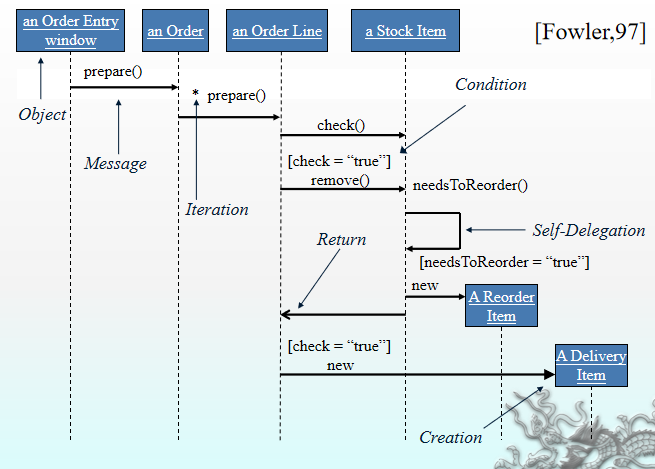 an Order Entry
window
an Order
an Order Line
a Stock Item
[Fowler,97]
prepare()
* prepare()
Condition
Object
check()
Message
[check = “true”]
remove()
needsToReorder()
Iteration
Self-Delegation
Return
[needsToReorder = “true”]
new
A Reorder
Item
[check = “true”]
new
A Delivery
Item
Creation